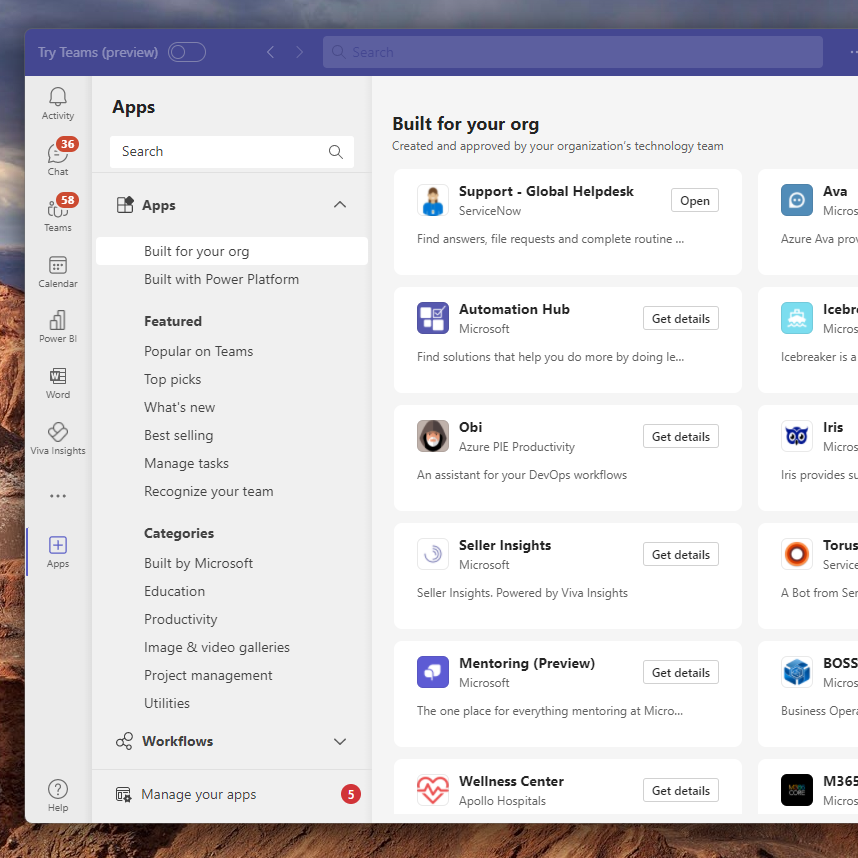 Try Teams (preview)
Search
Activity
36
Chat
58
Teams
Calendar
Power BI
Word
Viva Insights
Apps
Help
Apps
Search
Apps
Built for your org
Built with Power Platform
Featured
Popular on Teams
Top picks
What's new
Best selling
Manage tasks
Recognize your team
Categories
Built by Microsoft
Education
Productivity
Image & video galleries
Project management
Utilities
Workflows
Manage your apps
5
Built for your org
Created and approved by your organization's technology team
Support - Global Helpdesk
ServiceNow
Open
Find answers, file requests and complete routine ...
Ava
Micros
Azure Ava prov
Automation Hub
Microsoft
Get details
Find solutions that help you do more by doing le...
Icebre
Micros
Icebreaker is a
Obi
Azure PIE Productivity
Get details
An assistant for your DevOps workflows
Iris
Micros
Iris provides su
Seller Insights
Microsoft
Get details
Seller Insights. Powered by Viva Insights
Torus
Service
A Bot from Ser
Mentoring (Preview)
Microsoft
Get details
The one place for everything mentoring at Micro...
BOSS
Micros
Business Opera
Wellness Center
Apollo Hospitals
Get details
M365
CORE
M365
Micros